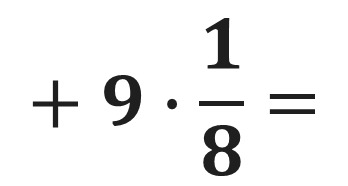 + 9 · 1/8 =